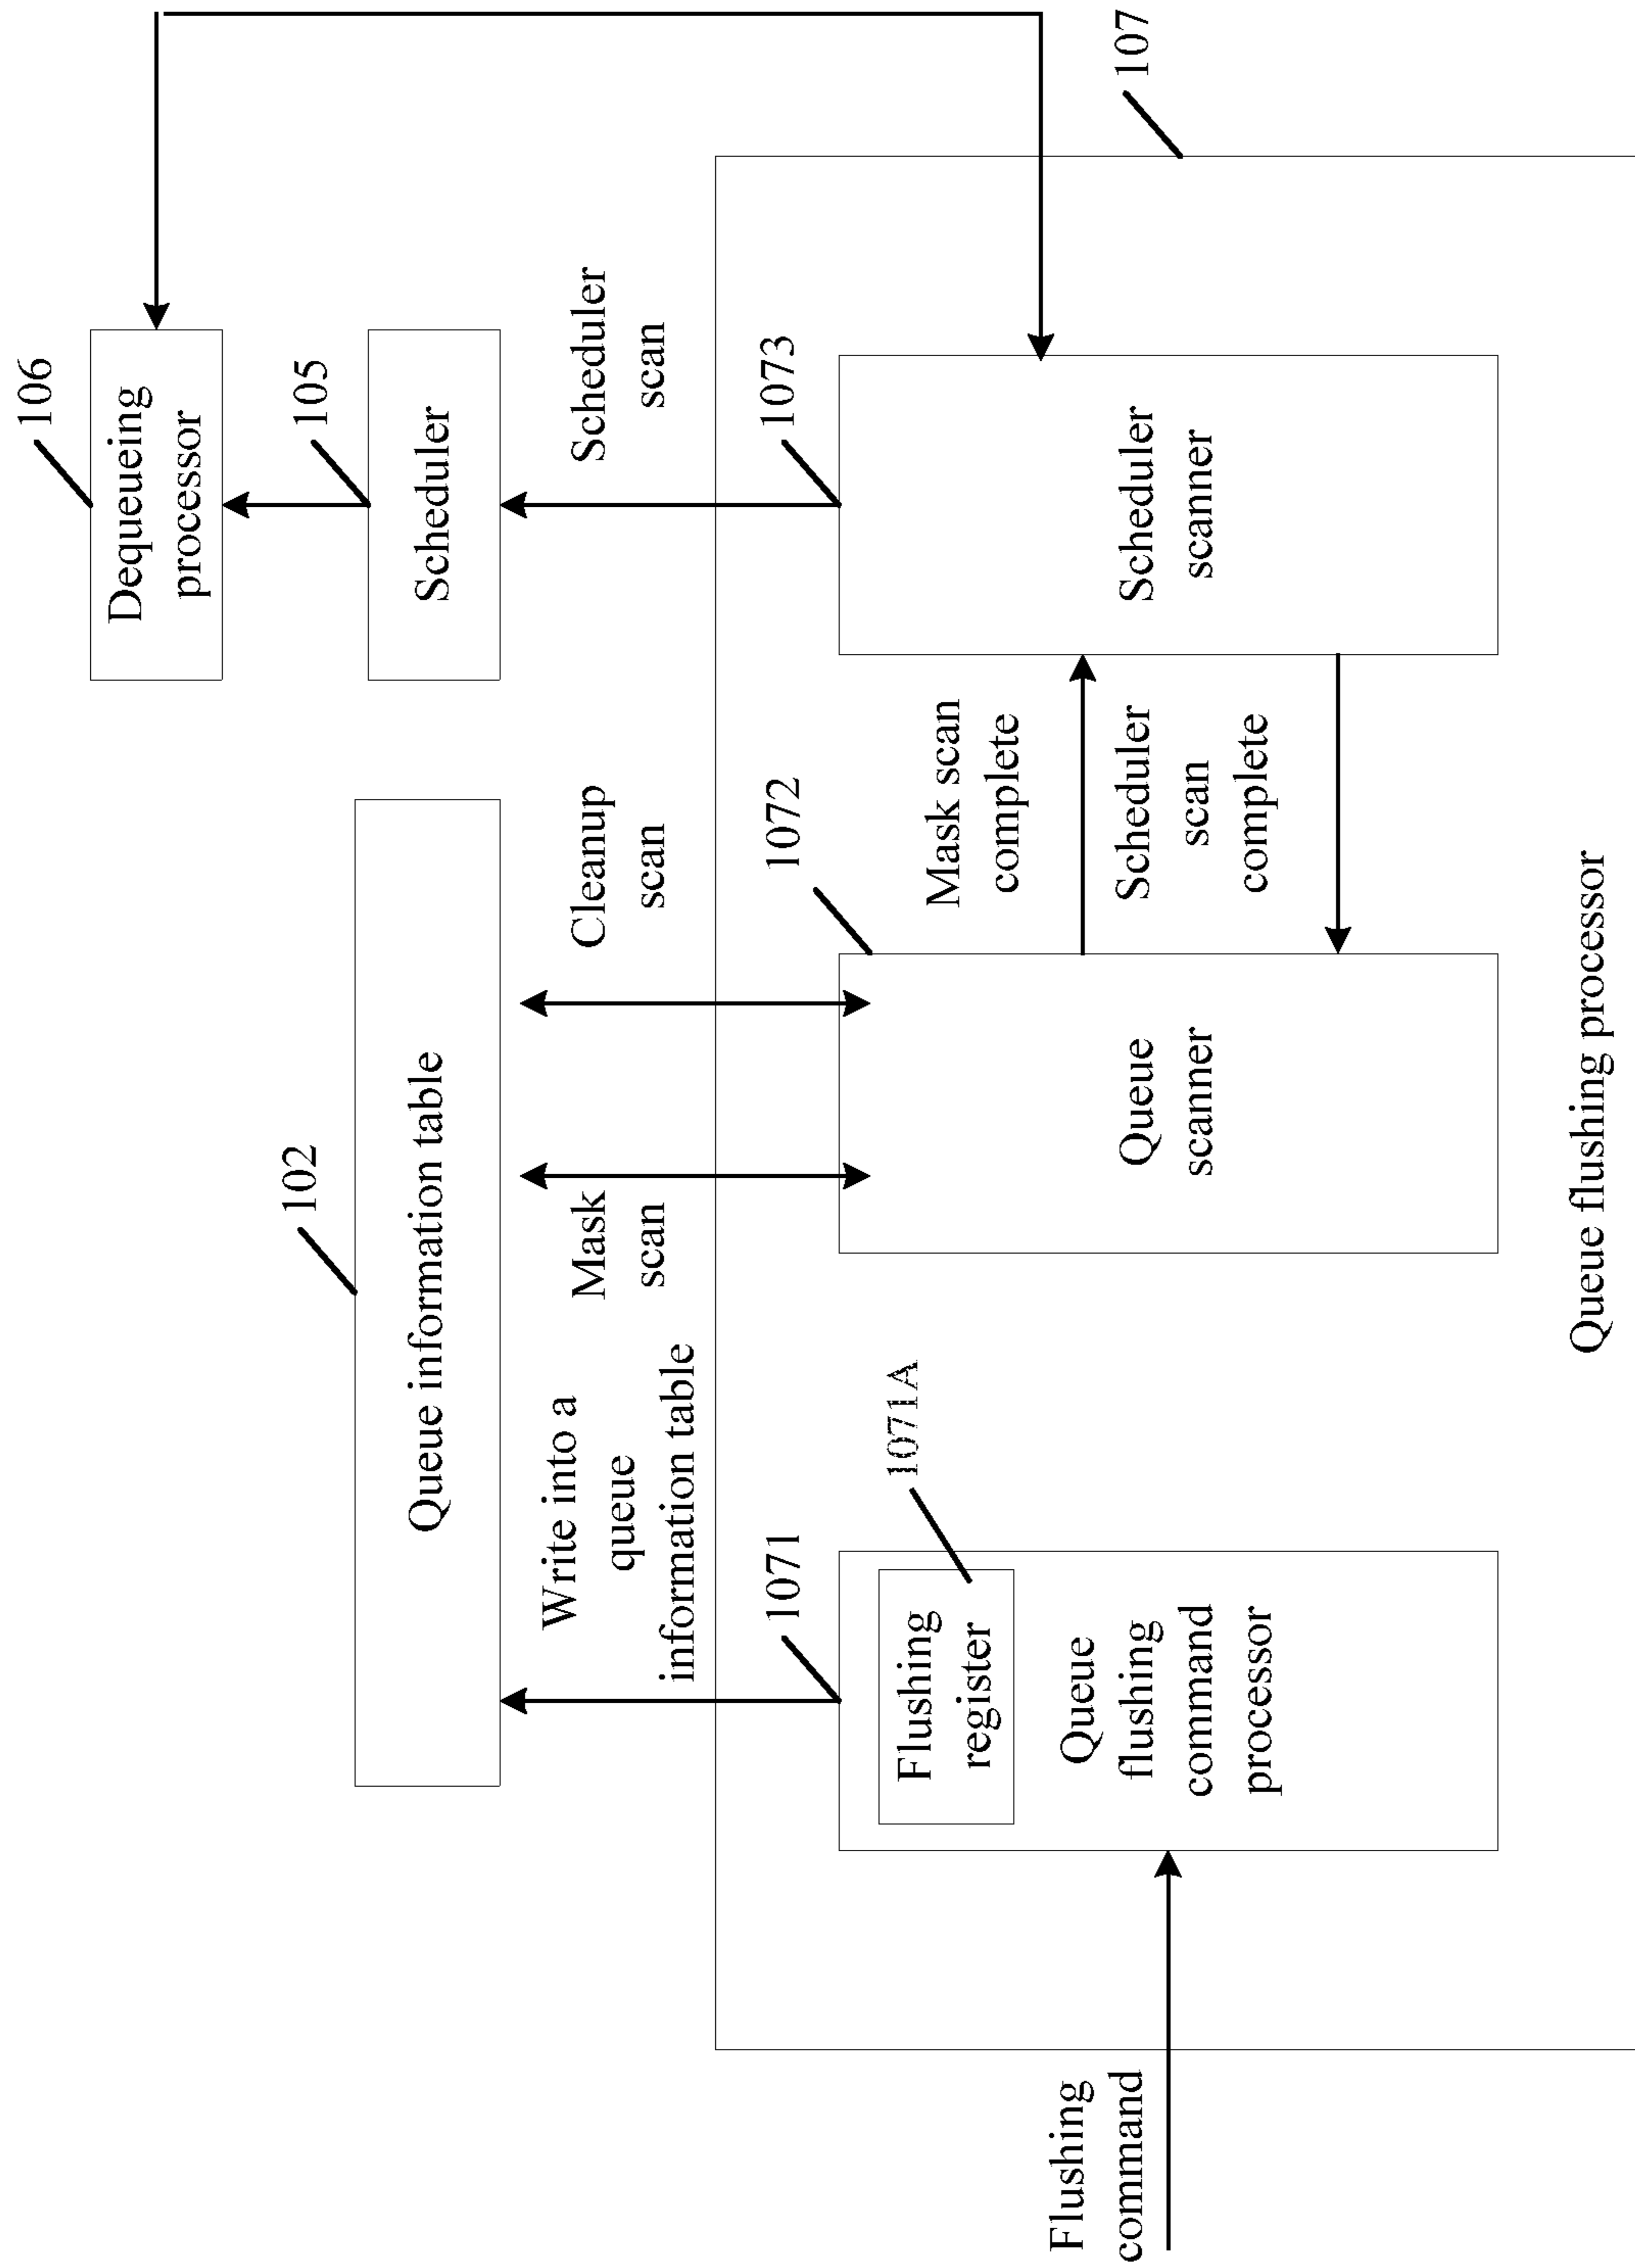 106
Dequeueing
processor
105
Scheduler
Scheduler
scan
102
Queue information table
Write into a
queue
information table
Mask
scan
Cleanup
scan
107
1071
1071A
Flushing
register
Queue
flushing
command
processor
1072
Queue
scanner
Mask scan
complete
Scheduler
scan
complete
1073
Scheduler
scanner
Flushing
command
Queue flushing processor